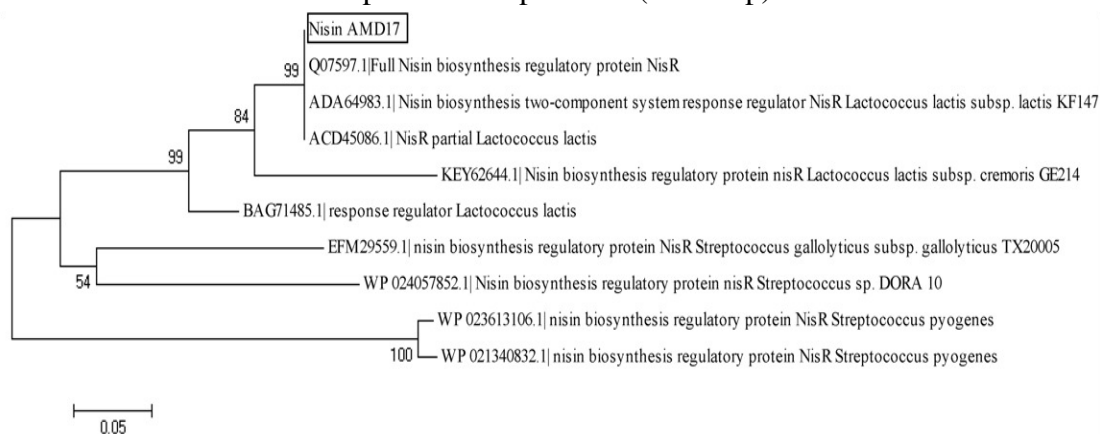 Nisin AMD17
99
Q07597.1|Full Nisin biosynthesis regulatory protein NisR
ADA64983.1| Nisin biosynthesis two-component system response regulator NisR Lactococcus lactis subsp. lactis KF147
84
ACD45086.1| NisR partial Lactococcus lactis
99
KEY62644.1| Nisin biosynthesis regulatory protein nisR Lactococcus lactis subsp. cremoris GE214
BAG71485.1| response regulator Lactococcus lactis
EFM29559.1| nisin biosynthesis regulatory protein NisR Streptococcus gallolyticus subsp. gallolyticus TX20005
54
WP 024057852.1| Nisin biosynthesis regulatory protein nisR Streptococcus sp. DORA 10
WP 023613106.1| nisin biosynthesis regulatory protein NisR Streptococcus pyogenes
100
WP 021340832.1| nisin biosynthesis regulatory protein NisR Streptococcus pyogenes
0.05